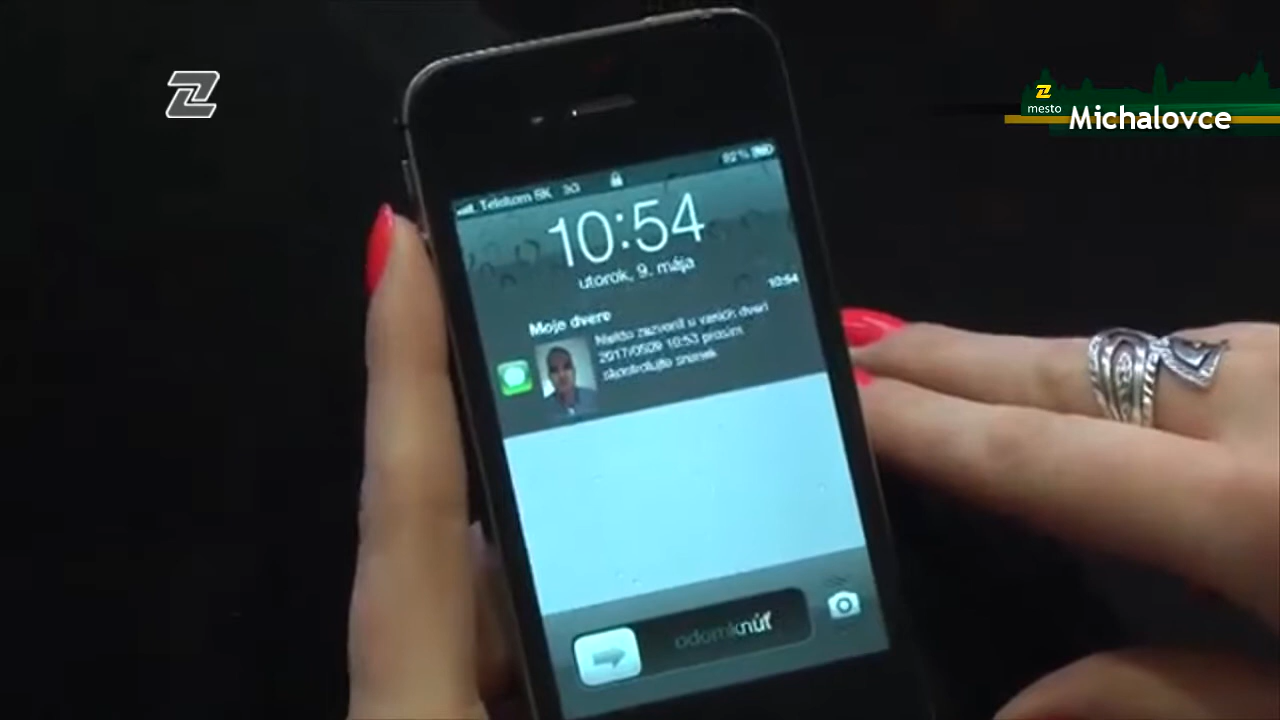 mesto
Michalovce
Telekom SK 3G 92 %
10:54
utorok, 9. mája
10:54
Moje dvere
Niekto zazvonil u vašich dverí
2017/05/09 10:53 prosím
skontrolujte snímek
odomknúť